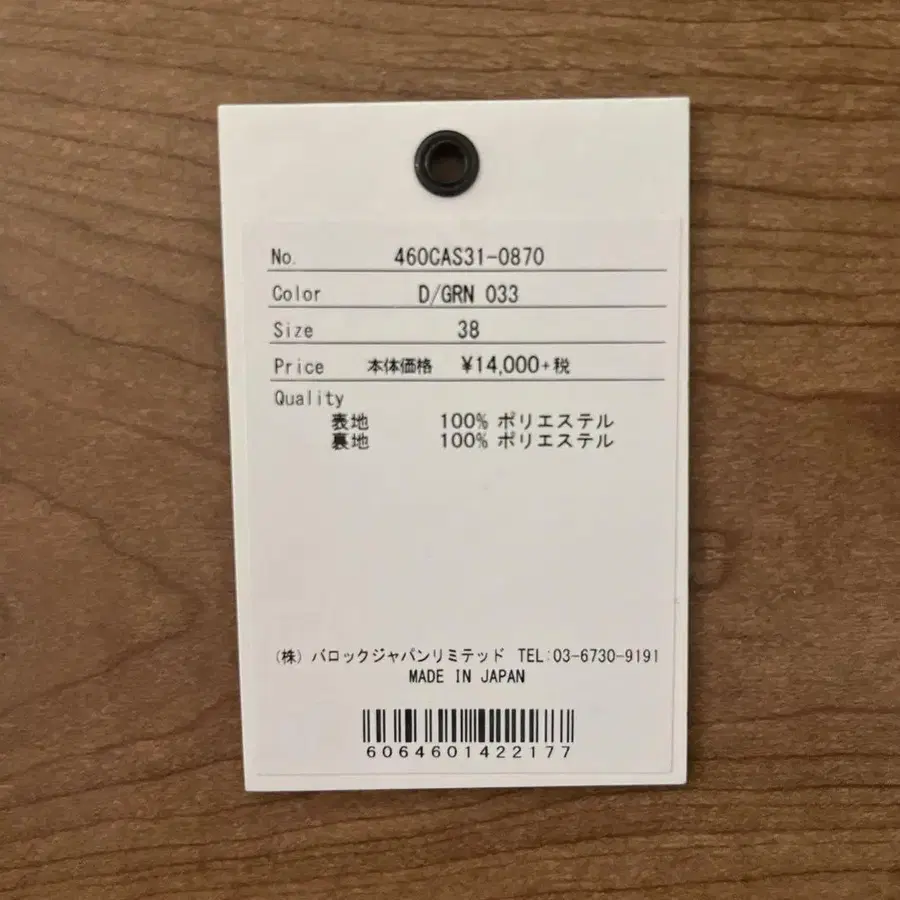 No. 460CAS31-0870
Color D/GRN 033
Size 38
Price 本体価格 ¥14,000+税
Quality
表地 100% ポリエステル
裏地 100% ポリエステル
(株) バロックジャパンリミテッド TEL:03-6730-9191
MADE IN JAPAN
6064601422177